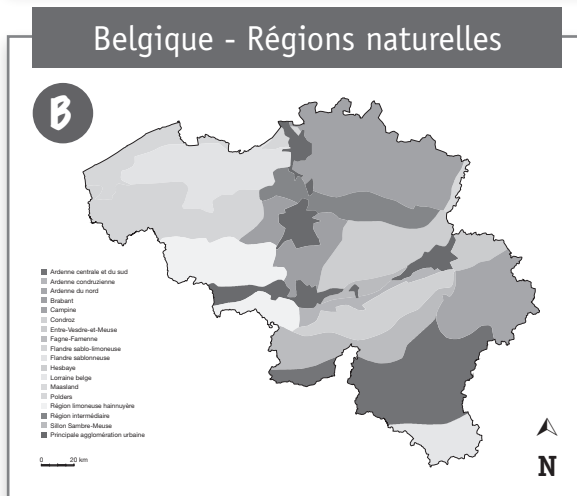 Belgique - Régions naturelles
B
Ardenne centrale et du sud
Ardenne condruzienne
Ardenne du nord
Brabant
Campine
Condroz
Entre-Vesdre-et-Meuse
Fagne-Famenne
Flandre sablo-limoneuse
Flandre sablonneuse
Hesbaye
Lorraine belge
Maasland
Polders
Région limoneuse hainnuyère
Région intermédiaire
Sillon Sambre-Meuse
Principale agglomération urbaine
0 20 km
N